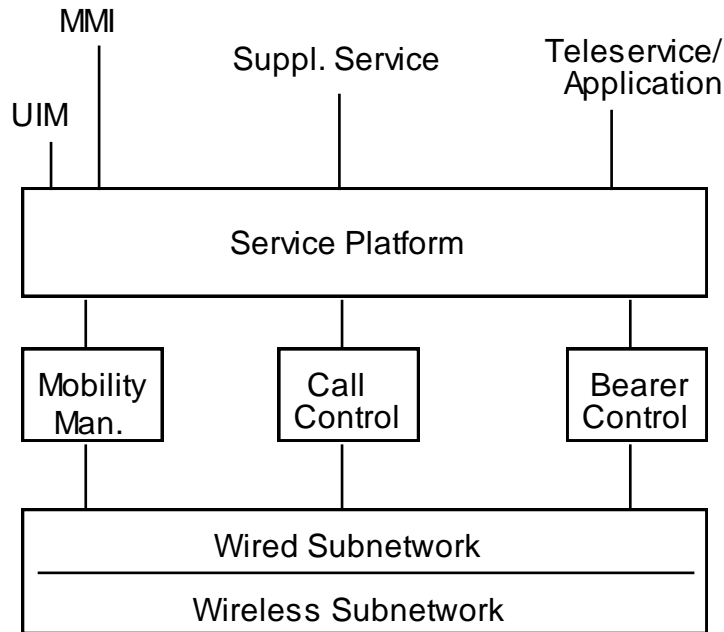 MMI
Suppl. Service
Teleservice/
Application
UIM
Service Platform
Mobility
Man.
Call
Control
Bearer
Control
Wired Subnetwork
Wireless Subnetwork